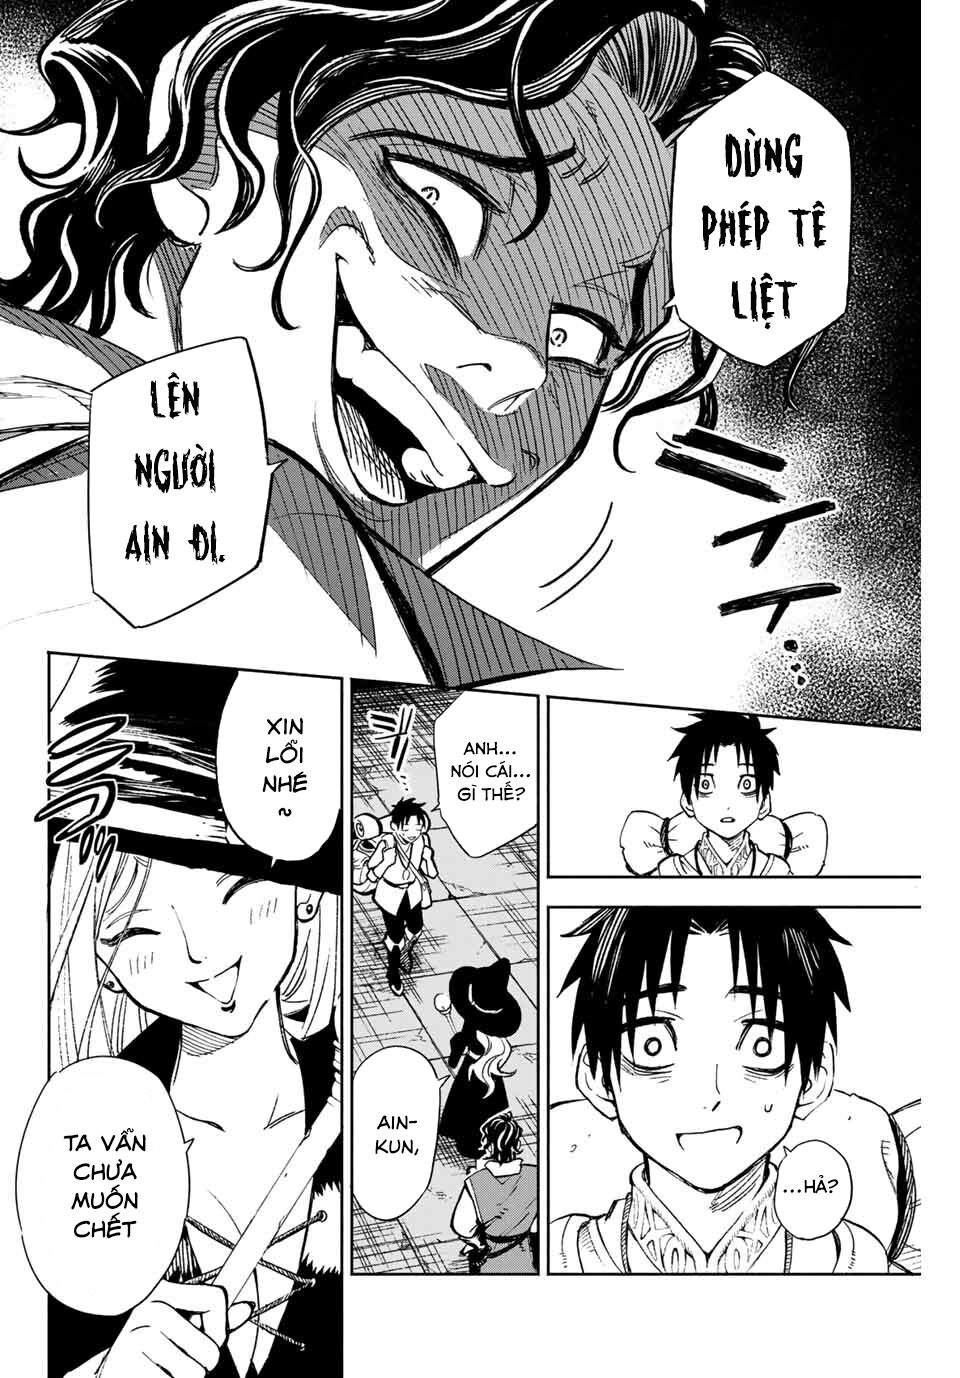 DỪNG
PHÉP TÊ
LIỆT
LÊN
NGƯỜI
AIN ĐI.
...HẢ?
ANH...
NÓI CÁI...
GÌ THẾ?
AIN-
KUN,
XIN
LỖI
NHÉ
~
TA VẪN
CHƯA
MUỐN
CHẾT